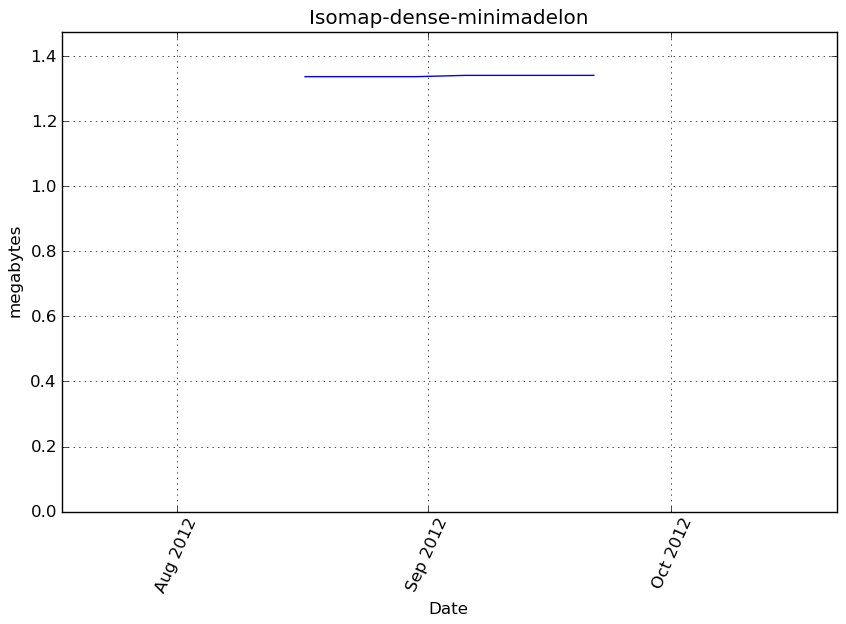 Isomap-dense-minimadelon
1.4
1.2
1.0
0.8
0.6
0.4
0.2
0.0
megabytes
Aug 2012
Sep 2012
Oct 2012
Date